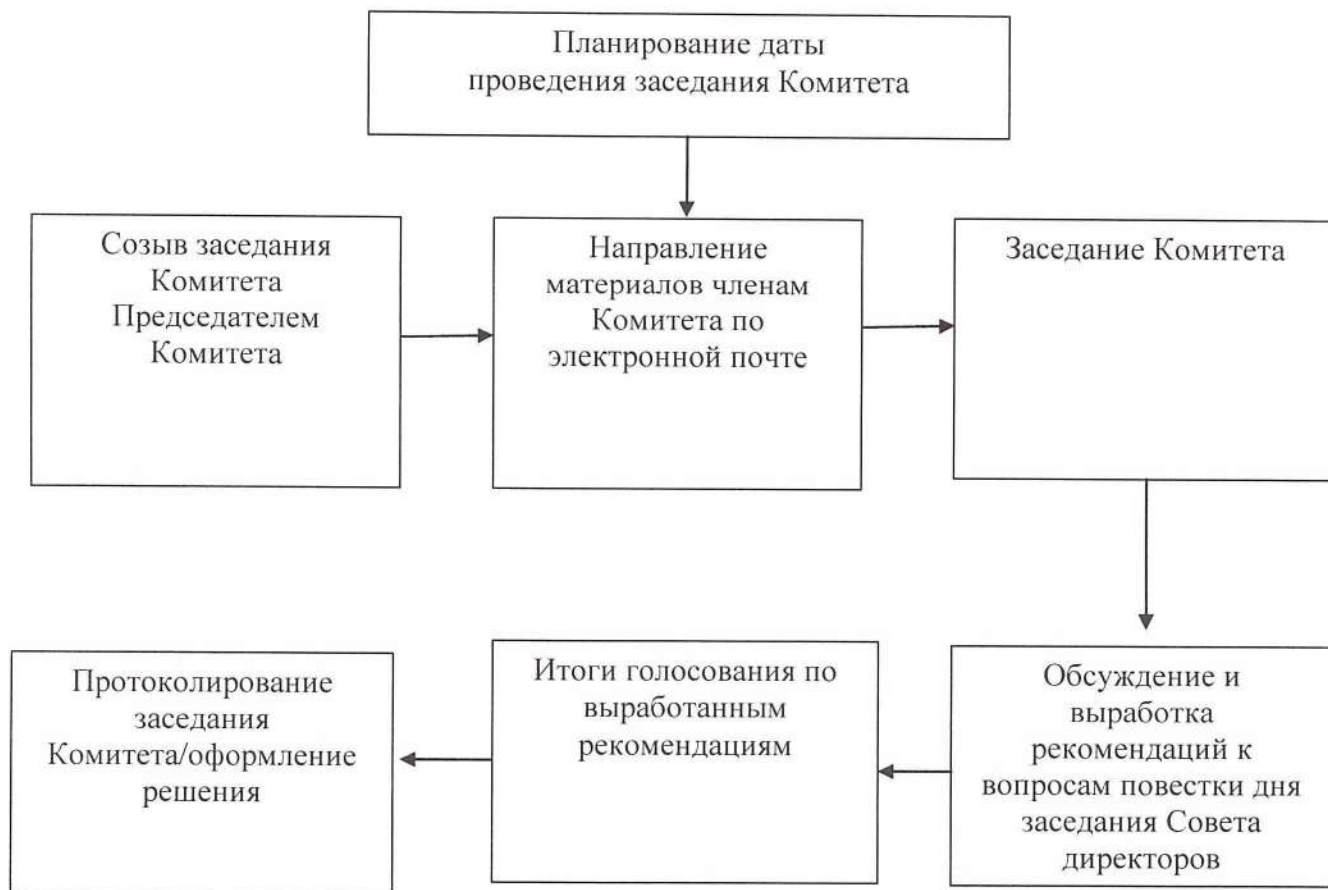 Планирование даты
проведения заседания Комитета
Созыв заседания
Комитета
Председателем
Комитета
Направление
материалов членам
Комитета по
электронной почте
Заседание Комитета
Протоколирование
заседания
Комитета/оформление
решения
Итоги голосования по
выработанным
рекомендациям
Обсуждение и
выработка
рекомендаций к
вопросам повестки дня
заседания Совета
директоров